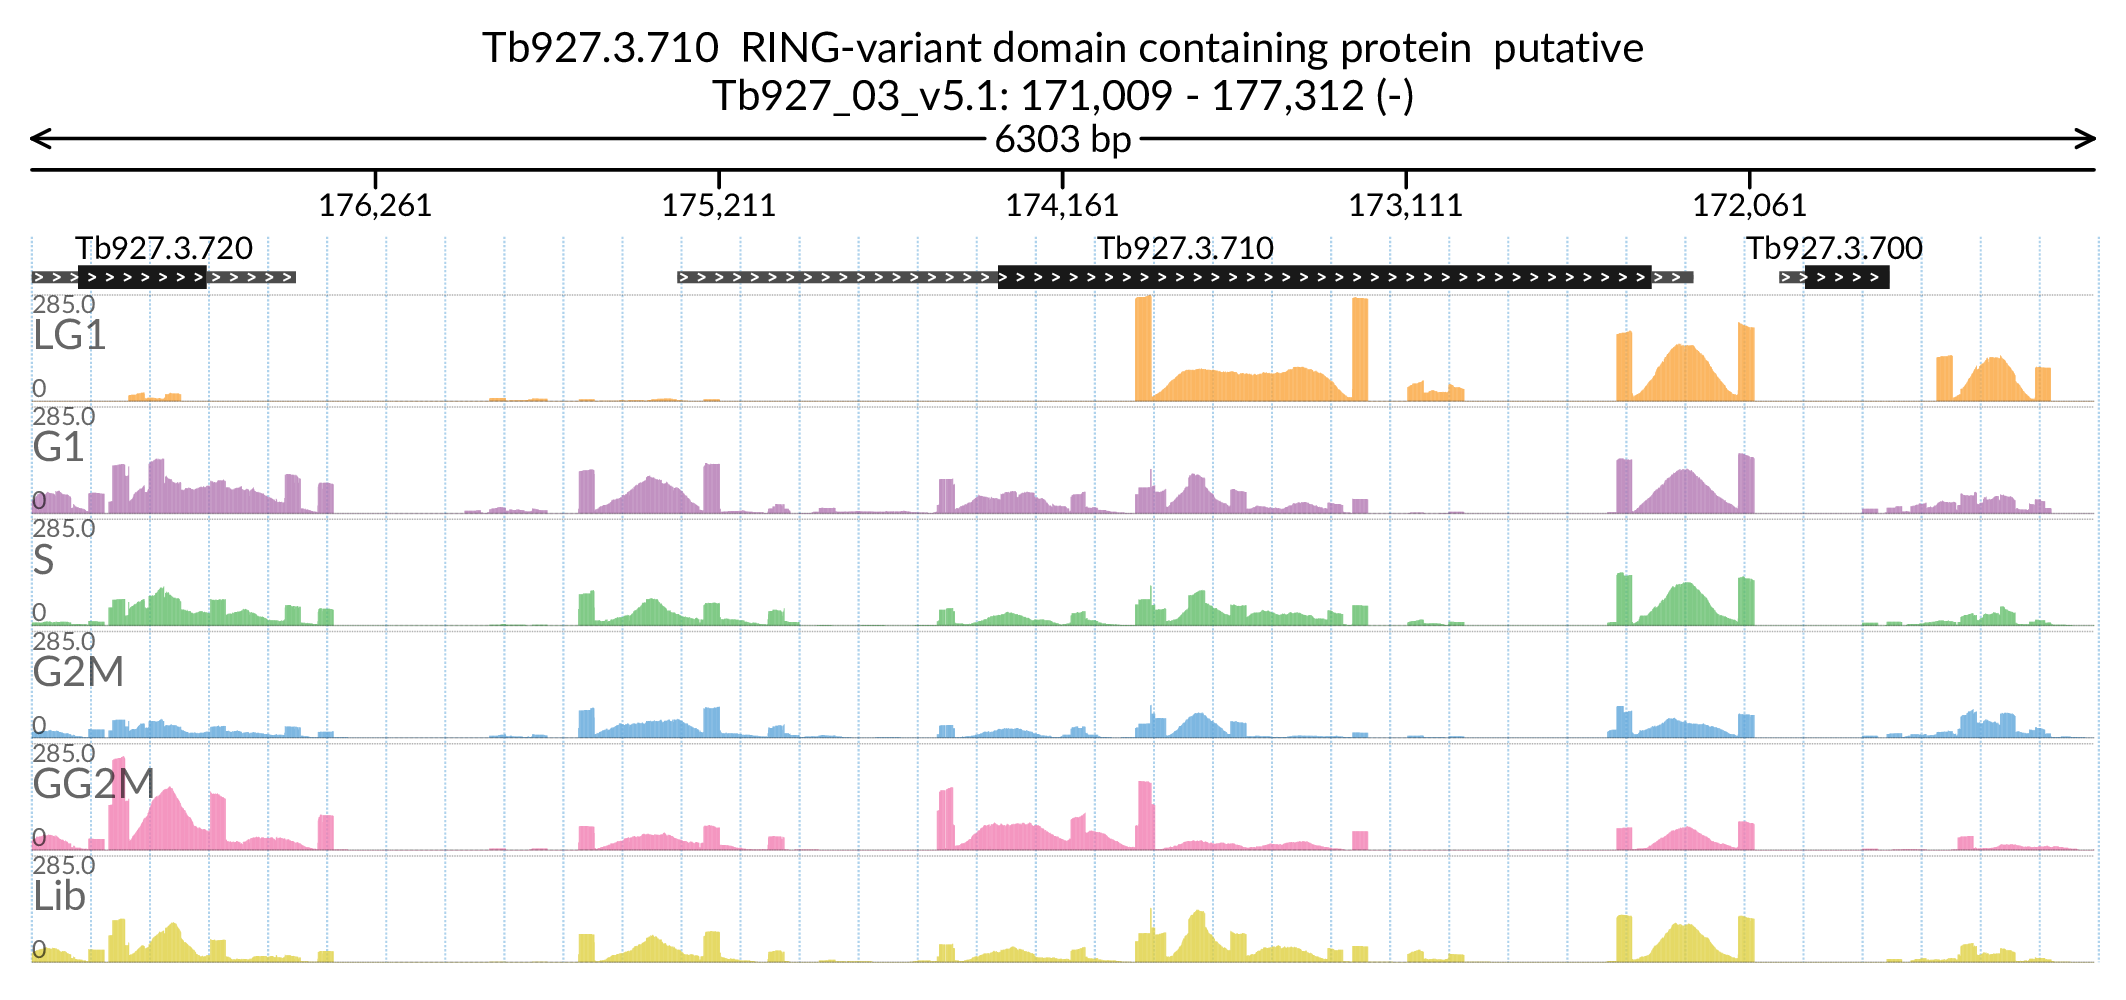 Tb927.3.710  RING-variant domain containing protein  putative
Tb927_03_v5.1: 171,009 - 177,312 (-)
6303 bp
176,261 175,211 174,161 173,111 172,061
Tb927.3.720 Tb927.3.710 Tb927.3.700
285.0
LG1
0
285.0
G1
0
285.0
S
0
285.0
G2M
0
285.0
GG2M
0
285.0
Lib
0